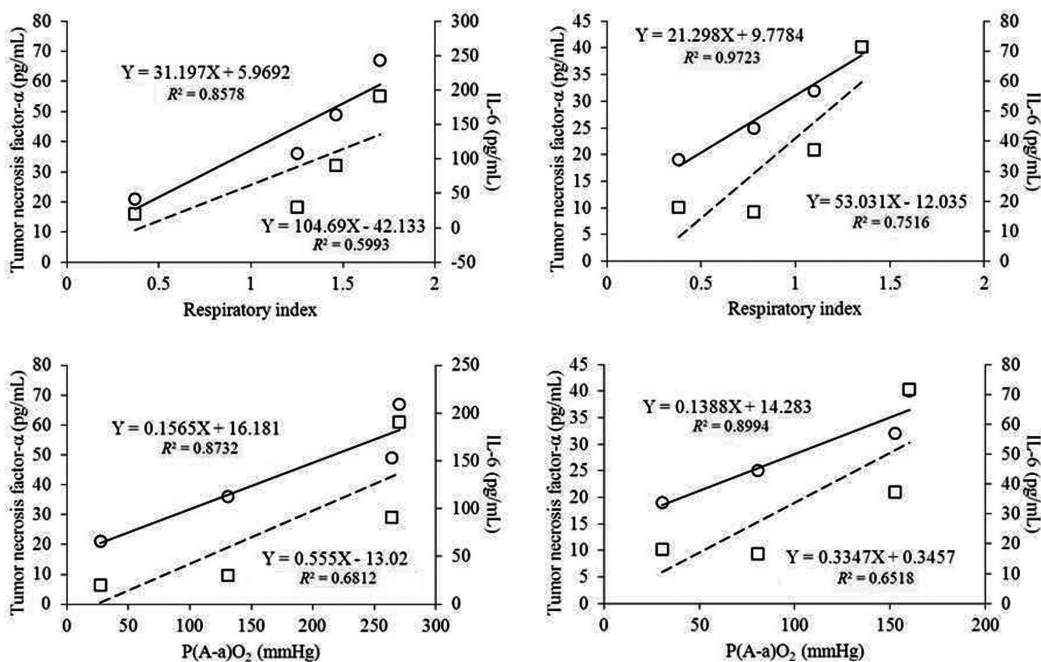 Tumor necrosis factor-α (pg/mL)
80
70
60
50
40
30
20
10
0
Y = 31.197X + 5.9692
R² = 0.8578
Y = 104.69X - 42.133
R² = 0.5993
300
250
200
150
100
50
0
-50
IL-6 (pg/mL)
0 0.5 1 1.5 2
Respiratory index
Tumor necrosis factor-α (pg/mL)
45
40
35
30
25
20
15
10
5
0
Y = 21.298X + 9.7784
R² = 0.9723
Y = 53.031X - 12.035
R² = 0.7516
80
70
60
50
40
30
20
10
0
IL-6 (pg/mL)
0 0.5 1 1.5 2
Respiratory index
Tumor necrosis factor-α (pg/mL)
80
70
60
50
40
30
20
10
0
Y = 0.1565X + 16.181
R² = 0.8732
Y = 0.555X - 13.02
R² = 0.6812
250
200
150
100
50
0
IL-6 (pg/mL)
0 50 100 150 200 250 300
P(A-a)O₂ (mmHg)
Tumor necrosis factor-α (pg/mL)
45
40
35
30
25
20
15
10
5
0
Y = 0.1388X + 14.283
R² = 0.8994
Y = 0.3347X + 0.3457
R² = 0.6518
80
70
60
50
40
30
20
10
0
IL-6 (pg/mL)
0 50 100 150 200
P(A-a)O₂ (mmHg)